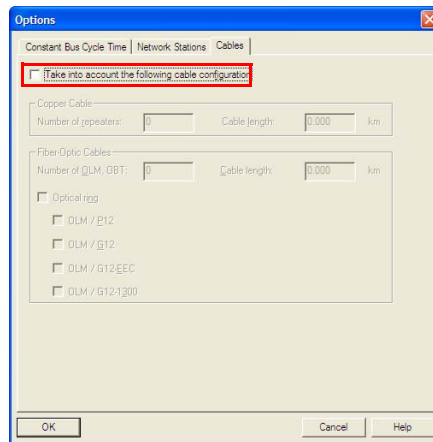 Options
Constant Bus Cycle Time Network Stations Cables
Take into account the following cable configuration
Copper Cable
Number of repeaters: 0 Cable length: 0.000 km
Fiber-Optic Cables
Number of OLM, OBT: 0 Cable length: 0.000 km
Optical ring
OLM / P12
OLM / G12
OLM / G12-EEC
OLM / G12-1300
OK Cancel Help